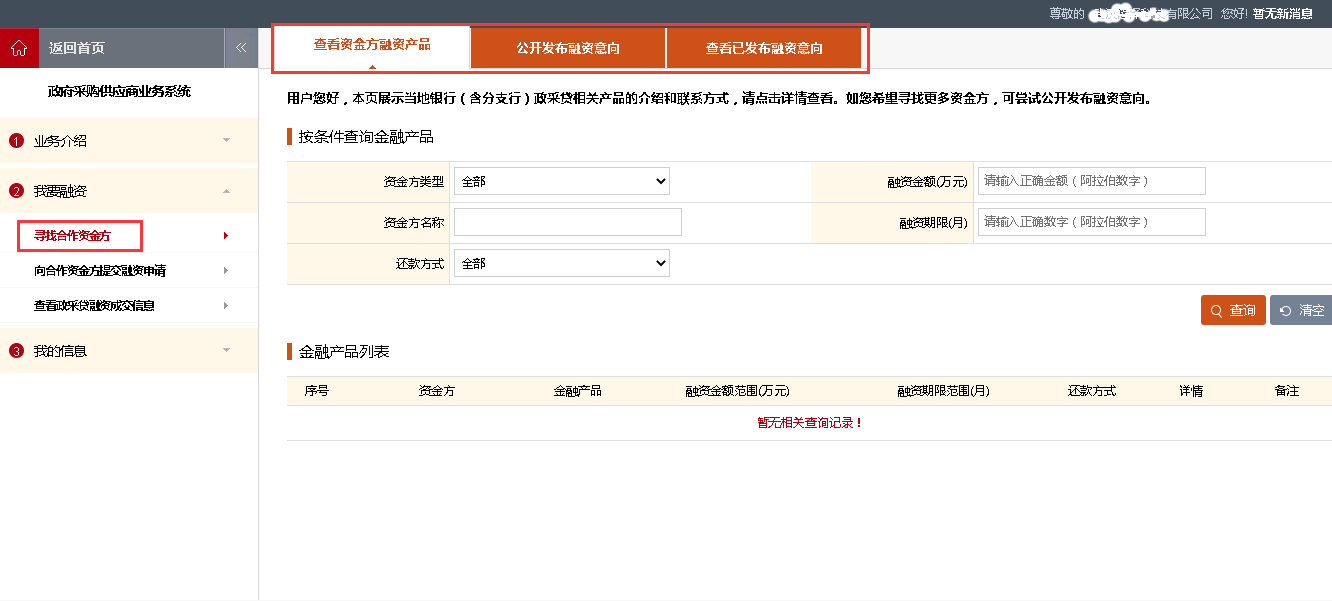 尊敬的 有限公司 您好! 暂无新消息
返回首页 «
查看资金方融资产品 公开发布融资意向 查看已发布融资意向
政府采购供应商业务系统
用户您好，本页展示当地银行（含分支行）政采贷相关产品的介绍和联系方式，请点击详情查看。如您希望寻找更多资金方，可尝试公开发布融资意向。
1 业务介绍
按条件查询金融产品
资金方类型 全部 融资金额(万元) 请输入正确金额（阿拉伯数字）
2 我要融资
资金方名称 融资期限(月) 请输入正确数字（阿拉伯数字）
寻找合作资金方
还款方式 全部
向合作资金方提交融资申请
查看政采贷融资成交信息
查询 清空
3 我的信息
金融产品列表
序号 资金方 金融产品 融资金额范围(万元) 融资期限范围(月) 还款方式 详情 备注
暂无相关查询记录！